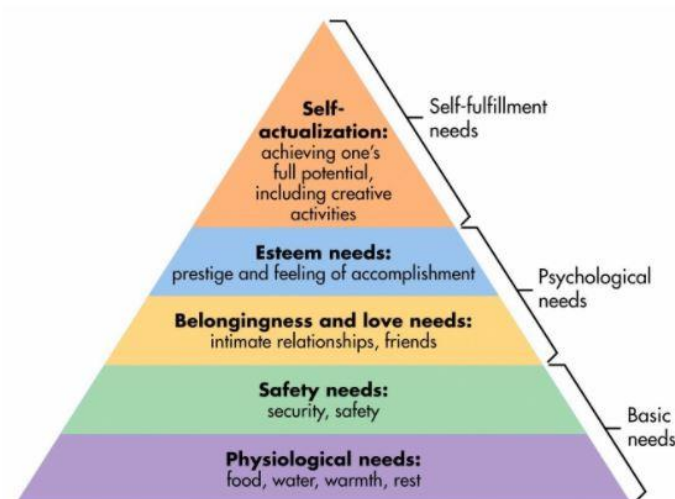 Self-
actualization:
achieving one's
full potential,
including creative
activities
Self-fulfillment
needs
Esteem needs:
prestige and feeling of accomplishment
Psychological
needs
Belongingness and love needs:
intimate relationships, friends
Safety needs:
security, safety
Basic
needs
Physiological needs:
food, water, warmth, rest